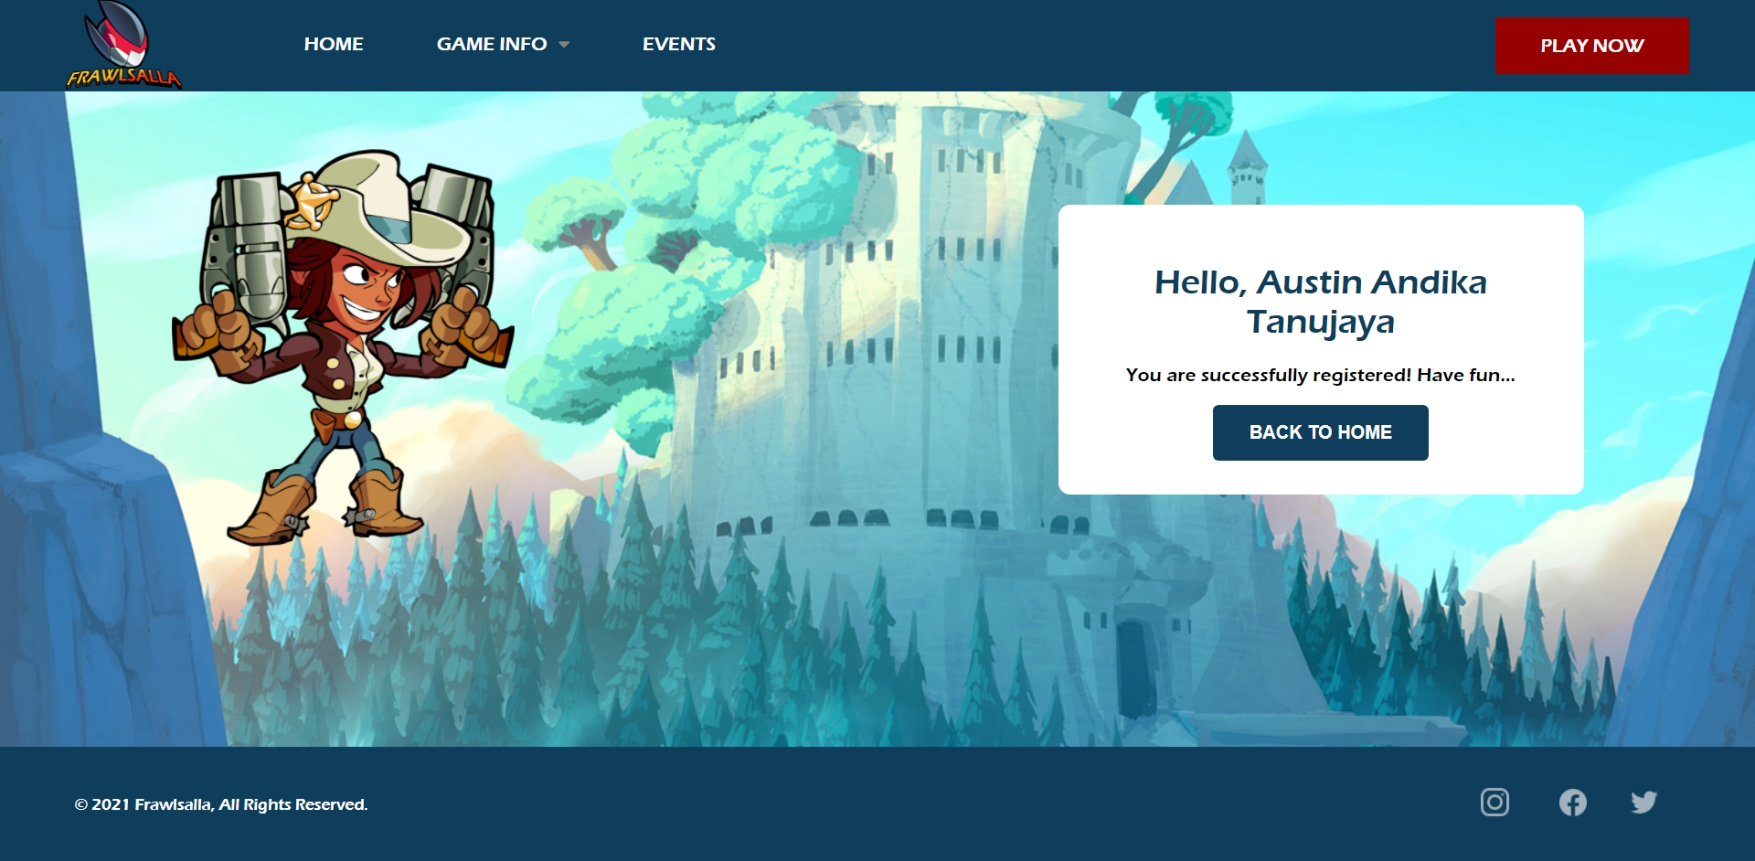 FRAWLSALLA
HOME
GAME INFO
EVENTS
PLAY NOW
Hello, Austin Andika
Tanujaya
You are successfully registered! Have fun...
BACK TO HOME
© 2021 Frawlsalla, All Rights Reserved.